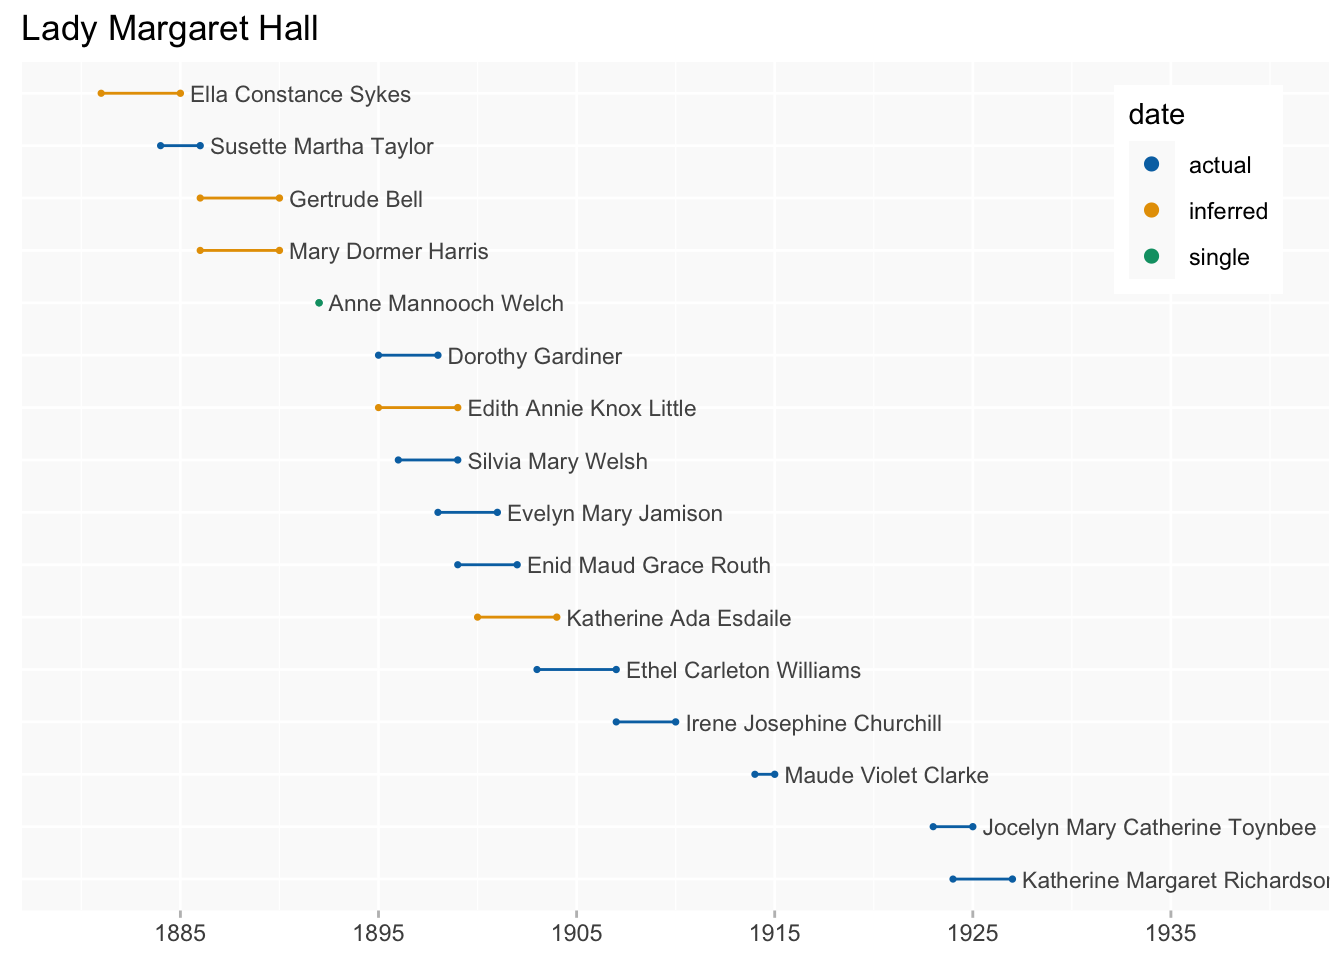 Lady Margaret Hall
Ella Constance Sykes
Susette Martha Taylor
Gertrude Bell
Mary Dormer Harris
Anne Mannooch Welch
Dorothy Gardiner
Edith Annie Knox Little
Silvia Mary Welsh
Evelyn Mary Jamison
Enid Maud Grace Routh
Katherine Ada Esdaile
Ethel Carleton Williams
Irene Josephine Churchill
Maude Violet Clarke
Jocelyn Mary Catherine Toynbee
Katherine Margaret Richardson
date
actual
inferred
single
1885 1895 1905 1915 1925 1935